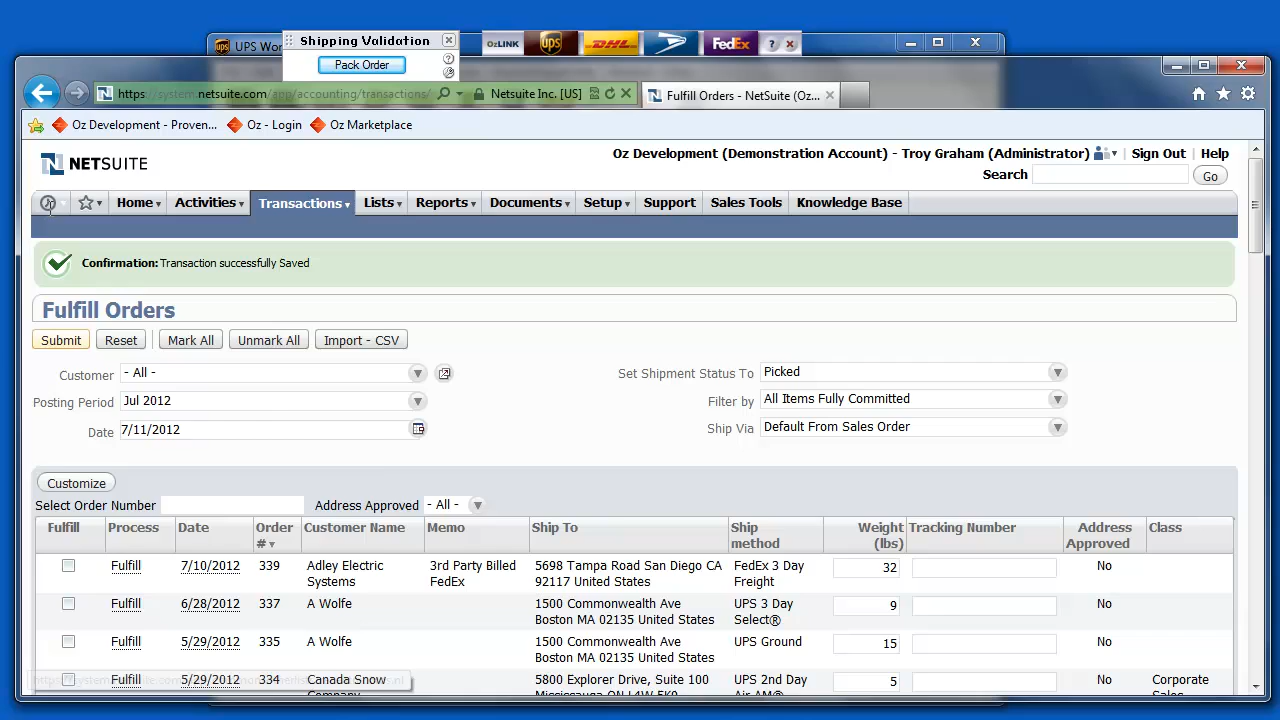 UPS Wor
Shipping Validation
Pack Order
OZLINK
ups
DHL
FedEx
?
https://system.netsuite.com/app/accounting/transactions/
Netsuite Inc. [US]
Fulfill Orders - NetSuite (Oz...
Oz Development - Proven...
Oz - Login
Oz Marketplace
NETSUITE
Oz Development (Demonstration Account) - Troy Graham (Administrator)
Sign Out
Help
Search
Go
Home
Activities
Transactions
Lists
Reports
Documents
Setup
Support
Sales Tools
Knowledge Base
Confirmation: Transaction successfully Saved
Fulfill Orders
Submit
Reset
Mark All
Unmark All
Import - CSV
Customer - All -
Set Shipment Status To Picked
Posting Period Jul 2012
Filter by All Items Fully Committed
Date 7/11/2012
Ship Via Default From Sales Order
Customize
Select Order Number
Address Approved - All -
Fulfill Process Date Order # Customer Name Memo Ship To Ship method Weight (lbs) Tracking Number Address Approved Class
Fulfill 7/10/2012 339 Adley Electric Systems 3rd Party Billed FedEx 5698 Tampa Road San Diego CA 92117 United States FedEx 3 Day Freight 32 No
Fulfill 6/28/2012 337 A Wolfe 1500 Commonwealth Ave Boston MA 02135 United States UPS 3 Day Select® 9 No
Fulfill 5/29/2012 335 A Wolfe 1500 Commonwealth Ave Boston MA 02135 United States UPS Ground 15 No
Fulfill 5/29/2012 334 Canada Snow Company 5800 Explorer Drive, Suite 100 UPS 2nd Day 5 No Corporate Sales